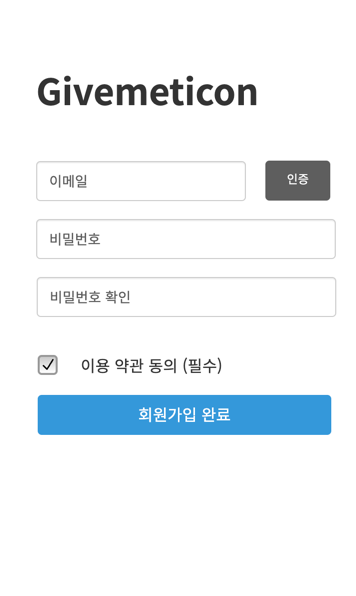 Givemeticon
이메일
인증
비밀번호
비밀번호 확인
이용 약관 동의 (필수)
회원가입 완료